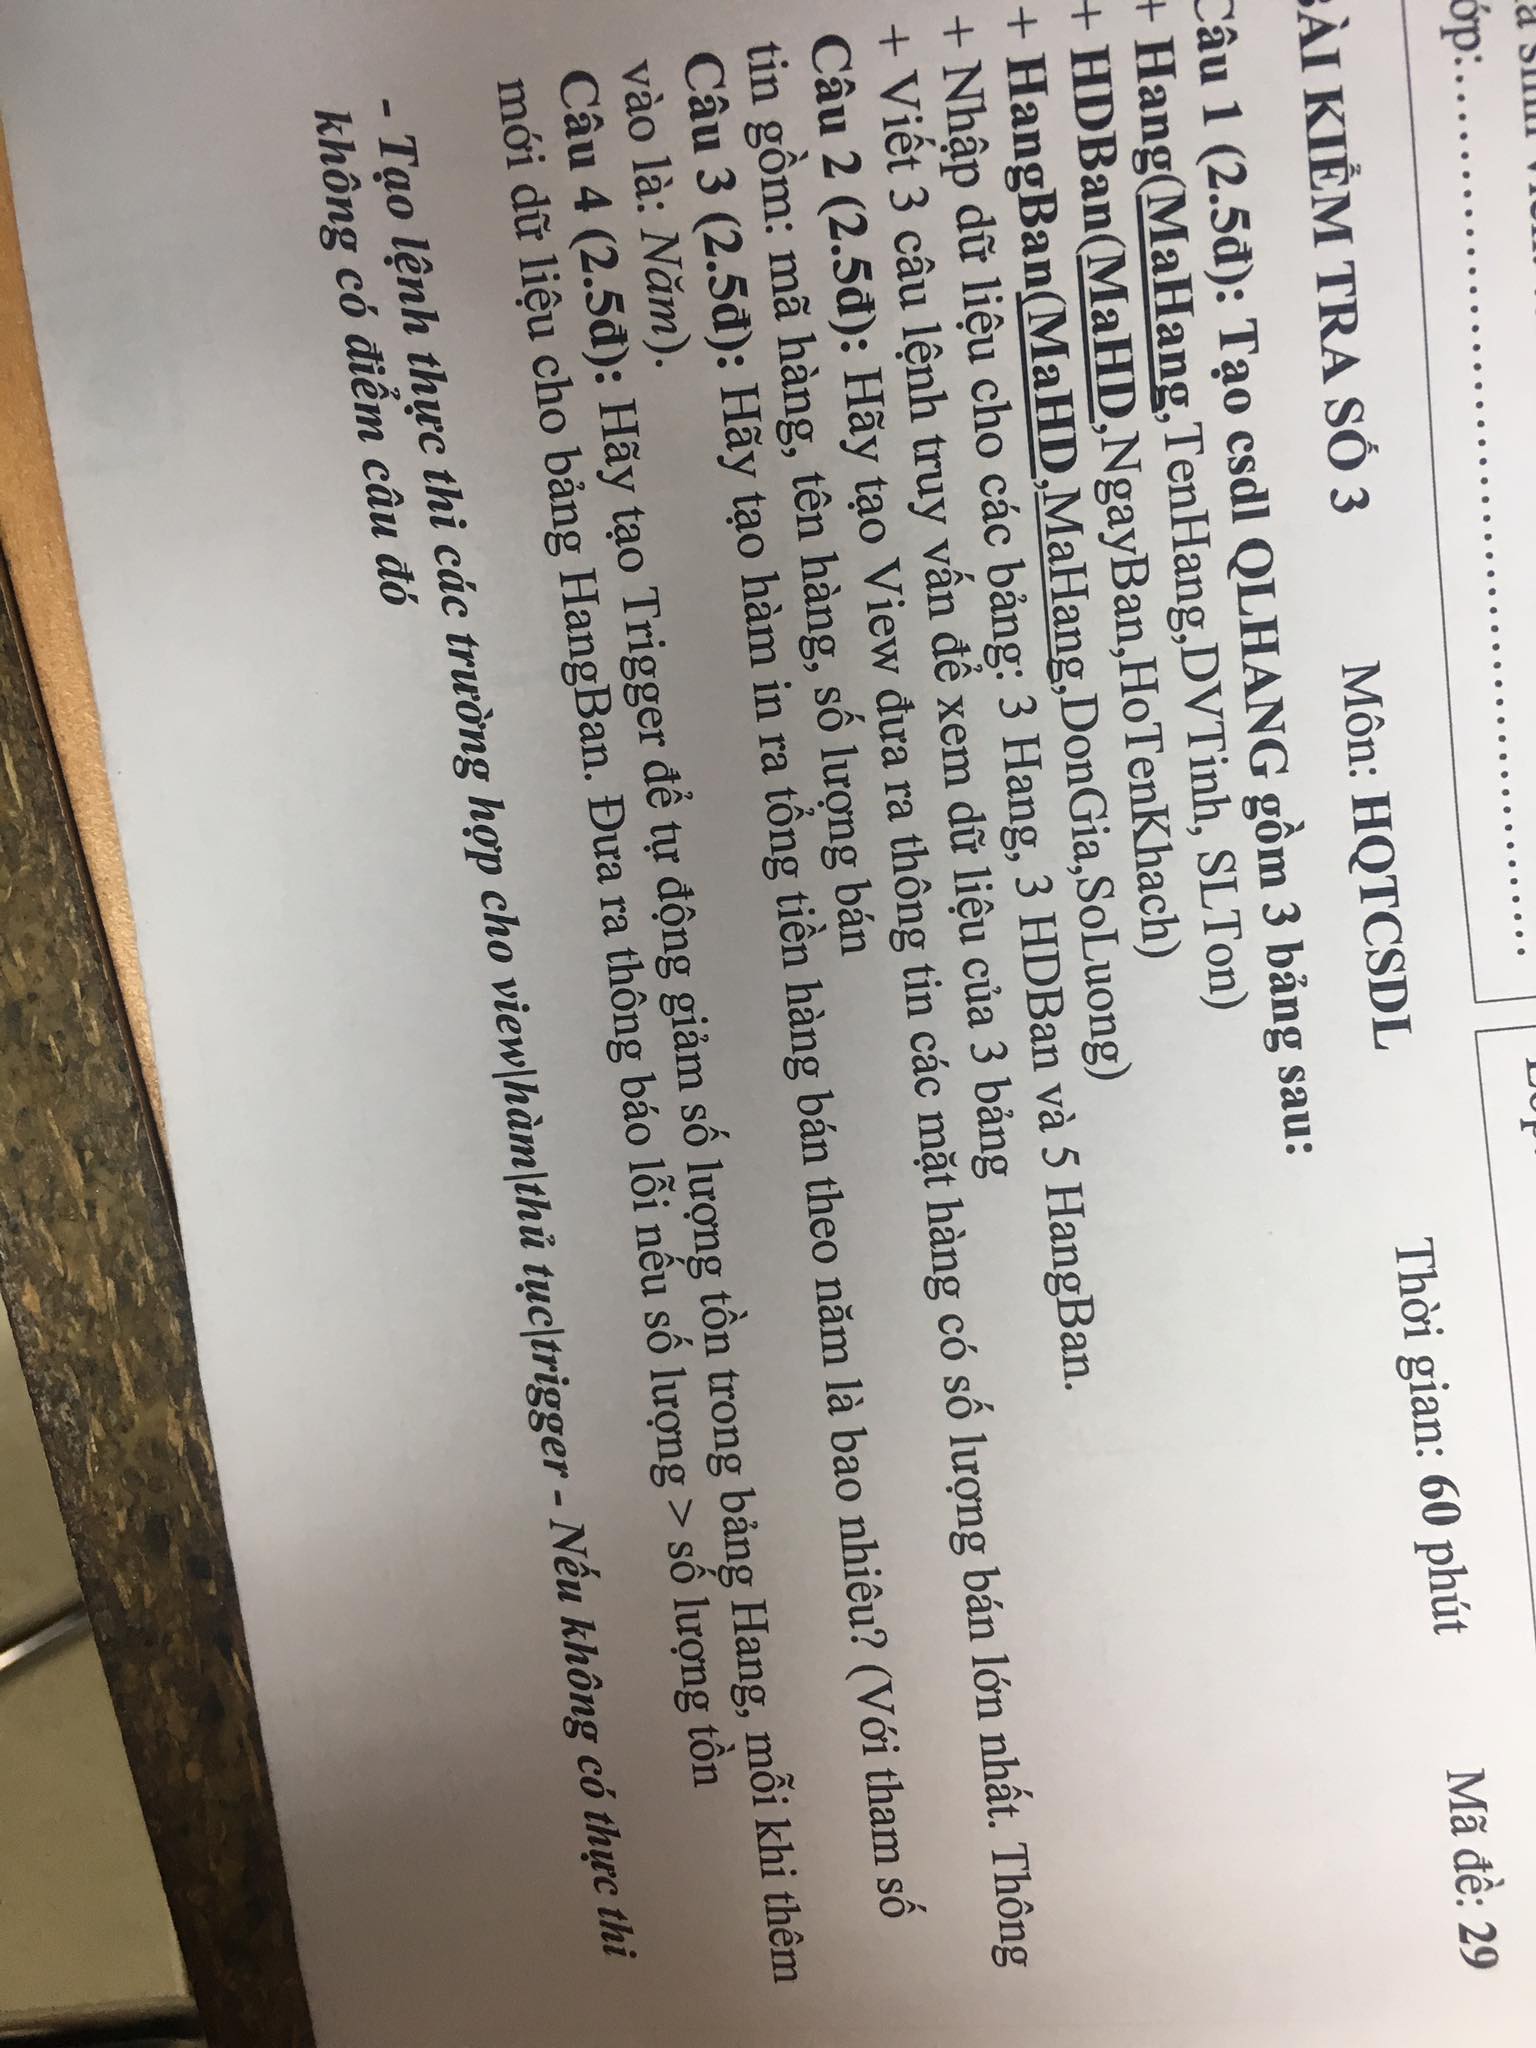 sinh viên:
ớp:........................................................
BÀI KIỂM TRA SỐ 3 Môn: HQTCSDL Thời gian: 60 phút Mã đề: 29
Câu 1 (2.5đ): Tạo csdl QLHANG gồm 3 bảng sau:
+ Hang(MaHang,TenHang,DVTinh, SLTon)
+ HDBan(MaHD,NgayBan,HoTenKhach)
+ HangBan(MaHD,MaHang,DonGia,SoLuong)
+ Nhập dữ liệu cho các bảng: 3 Hang, 3 HDBan và 5 HangBan.
+ Viết 3 câu lệnh truy vấn để xem dữ liệu của 3 bảng
Câu 2 (2.5đ): Hãy tạo View đưa ra thông tin các mặt hàng có số lượng bán lớn nhất. Thông
tin gồm: mã hàng, tên hàng, số lượng bán
Câu 3 (2.5đ): Hãy tạo hàm in ra tổng tiền hàng bán theo năm là bao nhiêu? (Với tham số
vào là: Năm).
Câu 4 (2.5đ): Hãy tạo Trigger để tự động giảm số lượng tồn trong bảng Hang, mỗi khi thêm
mới dữ liệu cho bảng HangBan. Đưa ra thông báo lỗi nếu số lượng > số lượng tồn
- Tạo lệnh thực thi các trường hợp cho view|hàm|thủ tục|trigger - Nếu không có thực thi
không có điểm câu đó